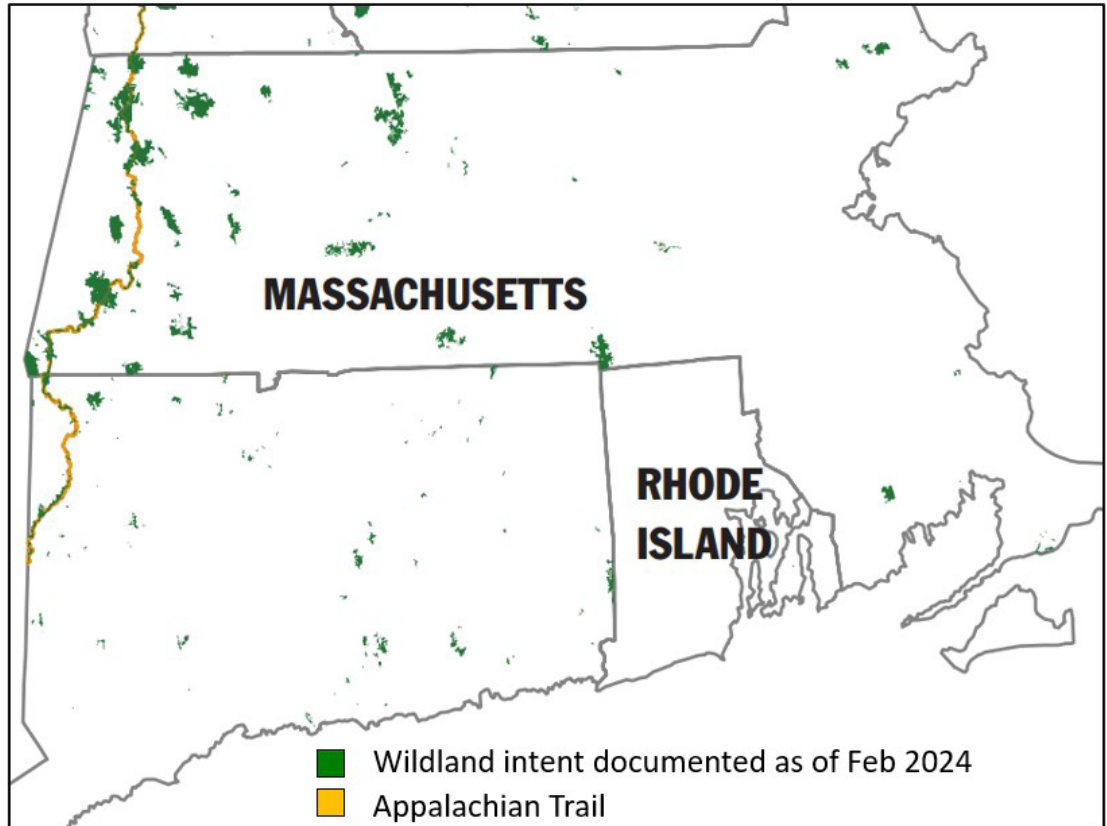 MASSACHUSETTS
RHODE
ISLAND
Wildland intent documented as of Feb 2024
Appalachian Trail